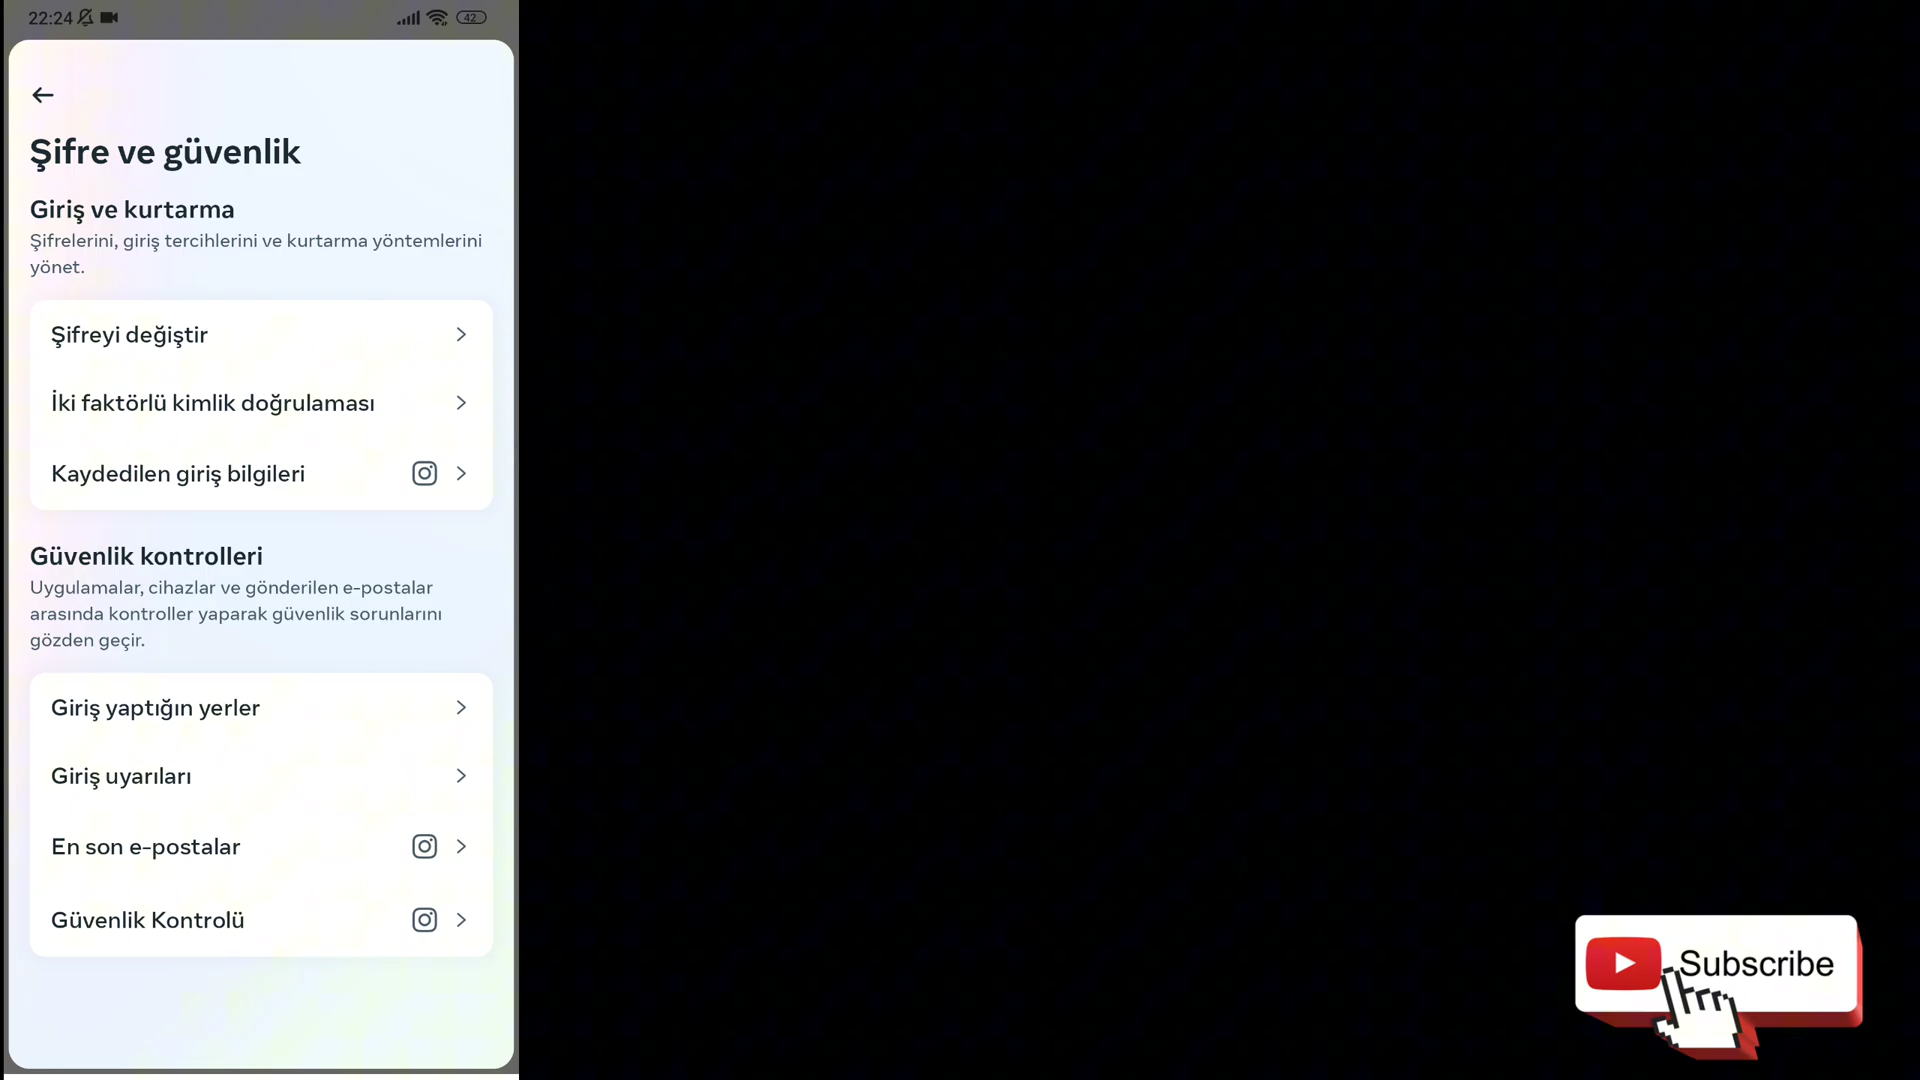 22:24
42
Şifre ve güvenlik
Giriş ve kurtarma
Şifrelerini, giriş tercihlerini ve kurtarma yöntemlerini
yönet.
Şifreyi değiştir
İki faktörlü kimlik doğrulaması
Kaydedilen giriş bilgileri
Güvenlik kontrolleri
Uygulamalar, cihazlar ve gönderilen e-postalar
arasında kontroller yaparak güvenlik sorunlarını
gözden geçir.
Giriş yaptığın yerler
Giriş uyarıları
En son e-postalar
Güvenlik Kontrolü
Subscribe